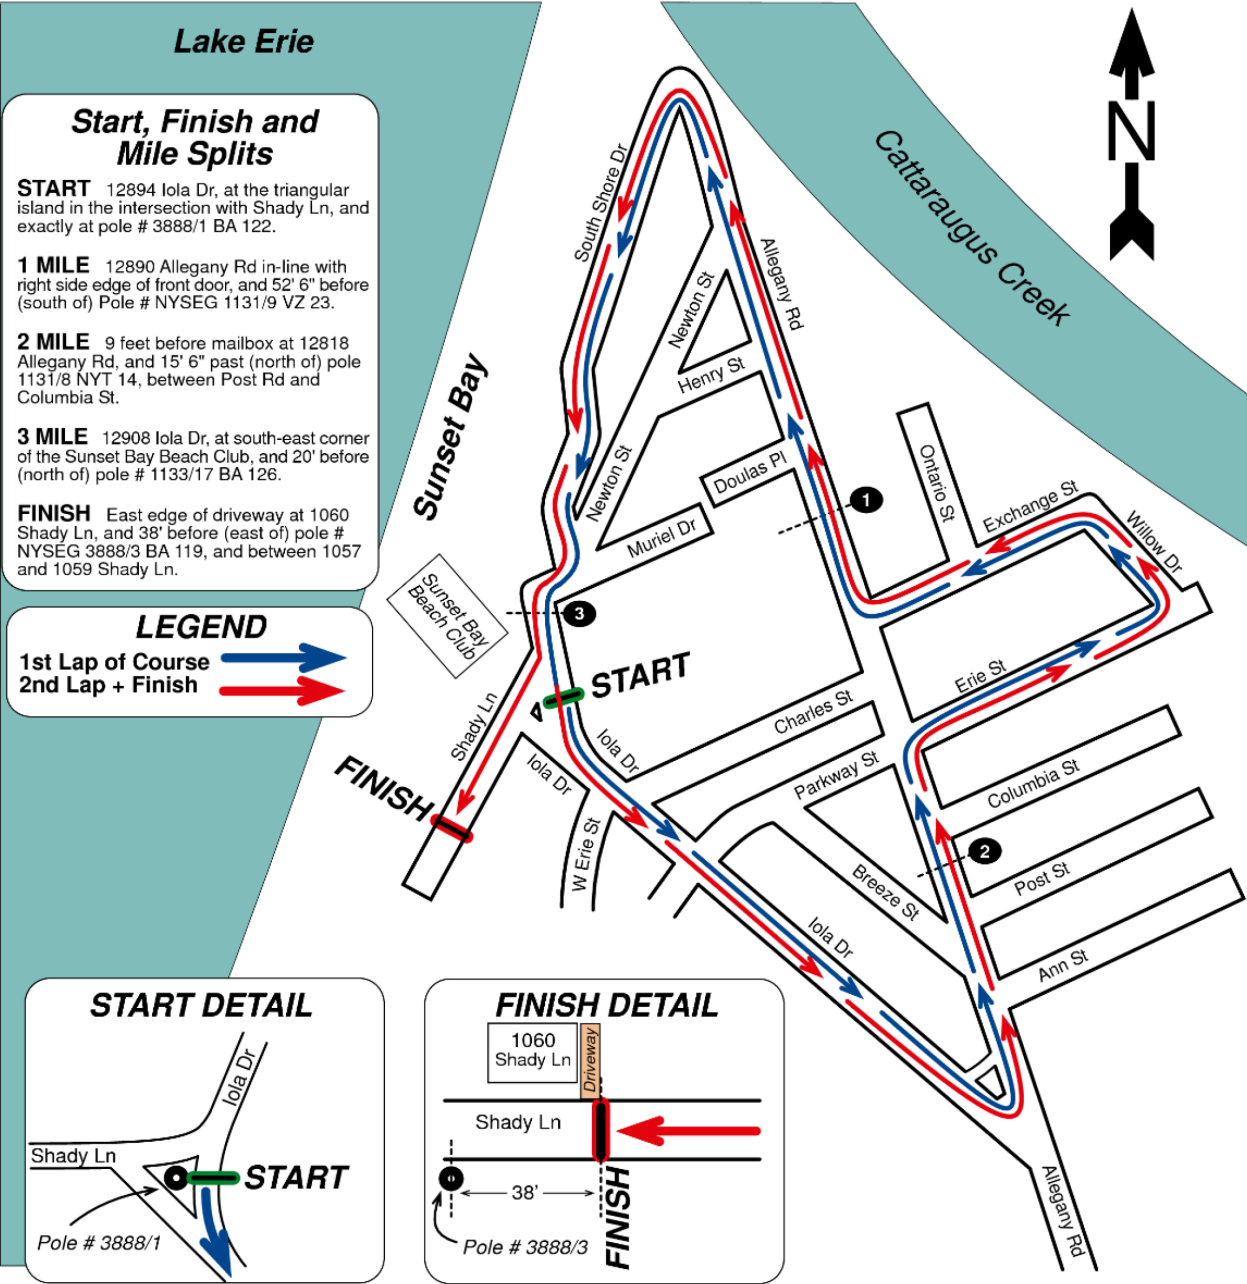 Lake Erie
Start, Finish and
Mile Splits
START 12894 Iola Dr, at the triangular
island in the intersection with Shady Ln, and
exactly at pole # 3888/1 BA 122.
1 MILE 12890 Allegany Rd in-line with
right side edge of front door, and 52' 6" before
(south of) Pole # NYSEG 1131/9 VZ 23.
2 MILE 9 feet before mailbox at 12818
Allegany Rd, and 15' 6" past (north of) pole
1131/8 NYT 14, between Post Rd and
Columbia St.
3 MILE 12908 Iola Dr, at south-east corner
of the Sunset Bay Beach Club, and 20' before
(north of) pole # 1133/17 BA 126.
FINISH East edge of driveway at 1060
Shady Ln, and 38' before (east of) pole #
NYSEG 3888/3 BA 119, and between 1057
and 1059 Shady Ln.
LEGEND
1st Lap of Course
2nd Lap + Finish
N
Cattaraugus Creek
South Shore Dr
Allegany Rd
Newton St
Henry St
Sunset Bay
Newton St
Doulas Pl
Muriel Dr
1
Ontario St
Exchange St
Willow Dr
Sunset Bay
Beach Club
3
START
Erie St
Shady Ln
Iola Dr
Charles St
Iola Dr
Parkway St
Columbia St
FINISH
W Erie St
2
Breeze St
Post St
Iola Dr
Ann St
Allegany Rd
START DETAIL
Iola Dr
Shady Ln
START
Pole # 3888/1
FINISH DETAIL
1060
Shady Ln
Driveway
Shady Ln
38'
FINISH
Pole # 3888/3